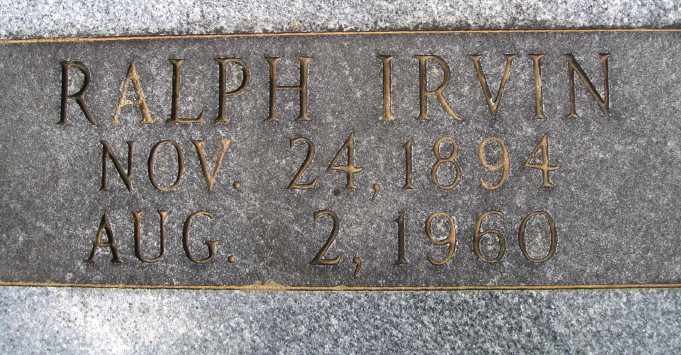 RALPH IRVIN
NOV. 24, 1894
AUG. 2, 1960